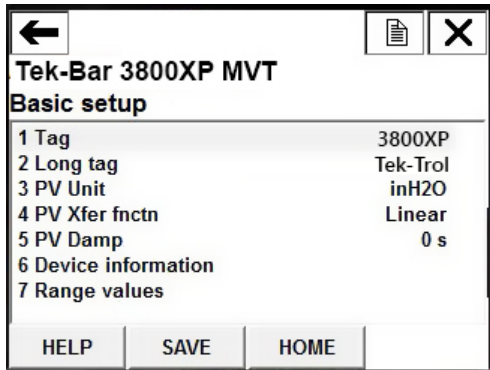 Tek-Bar 3800XP MVT
Basic setup
1 Tag 3800XP
2 Long tag Tek-Trol
3 PV Unit inH2O
4 PV Xfer fnctn Linear
5 PV Damp 0 s
6 Device information
7 Range values
HELP SAVE HOME